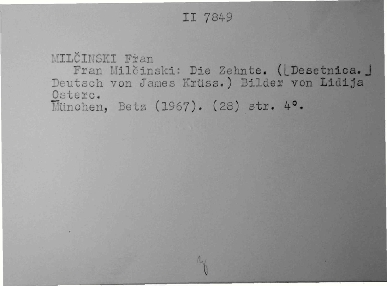 II 7849
MILČINSKI Fran
Fran Milčinski: Die Zehnte. (⌊Desetnica.⌋
Deutsch von James Krüss.) Bilder von Lidija
Osterc.
München, Betz (1967). (28) str. 4°.